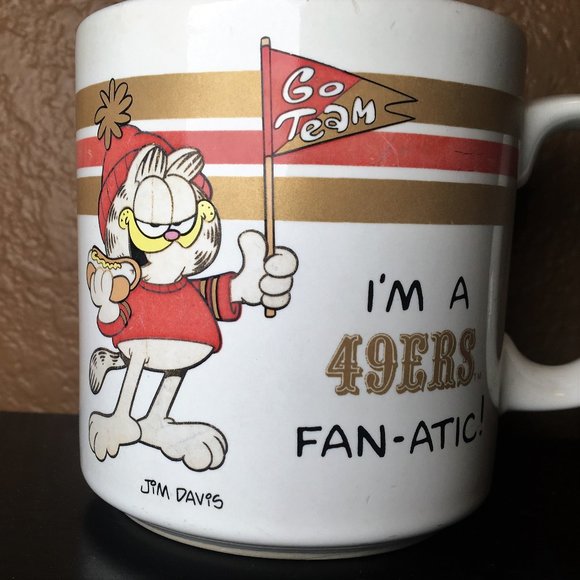 Go
Team
I'M A
49ERS
FAN-ATIC!
JIM DAVIS